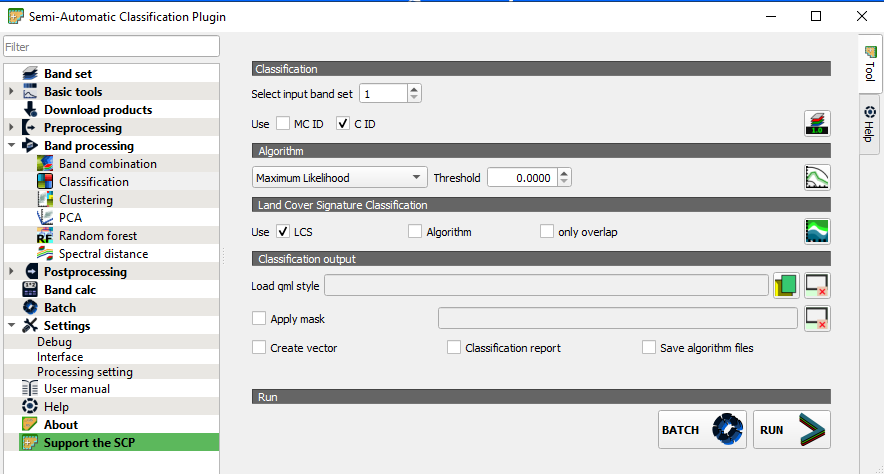 Semi-Automatic Classification Plugin
Filter
Band set
Basic tools
Download products
Preprocessing
Band processing
Band combination
Classification
Clustering
PCA
RF Random forest
Spectral distance
Postprocessing
Band calc
Batch
Settings
Debug
Interface
Processing setting
User manual
Help
About
Support the SCP
Classification
Select input band set 1
Use MC ID C ID
1.0
Algorithm
Maximum Likelihood Threshold 0.0000
Land Cover Signature Classification
Use LCS Algorithm only overlap
Classification output
Load qml style
Apply mask
Create vector Classification report Save algorithm files
Run
BATCH RUN
Tool
Help